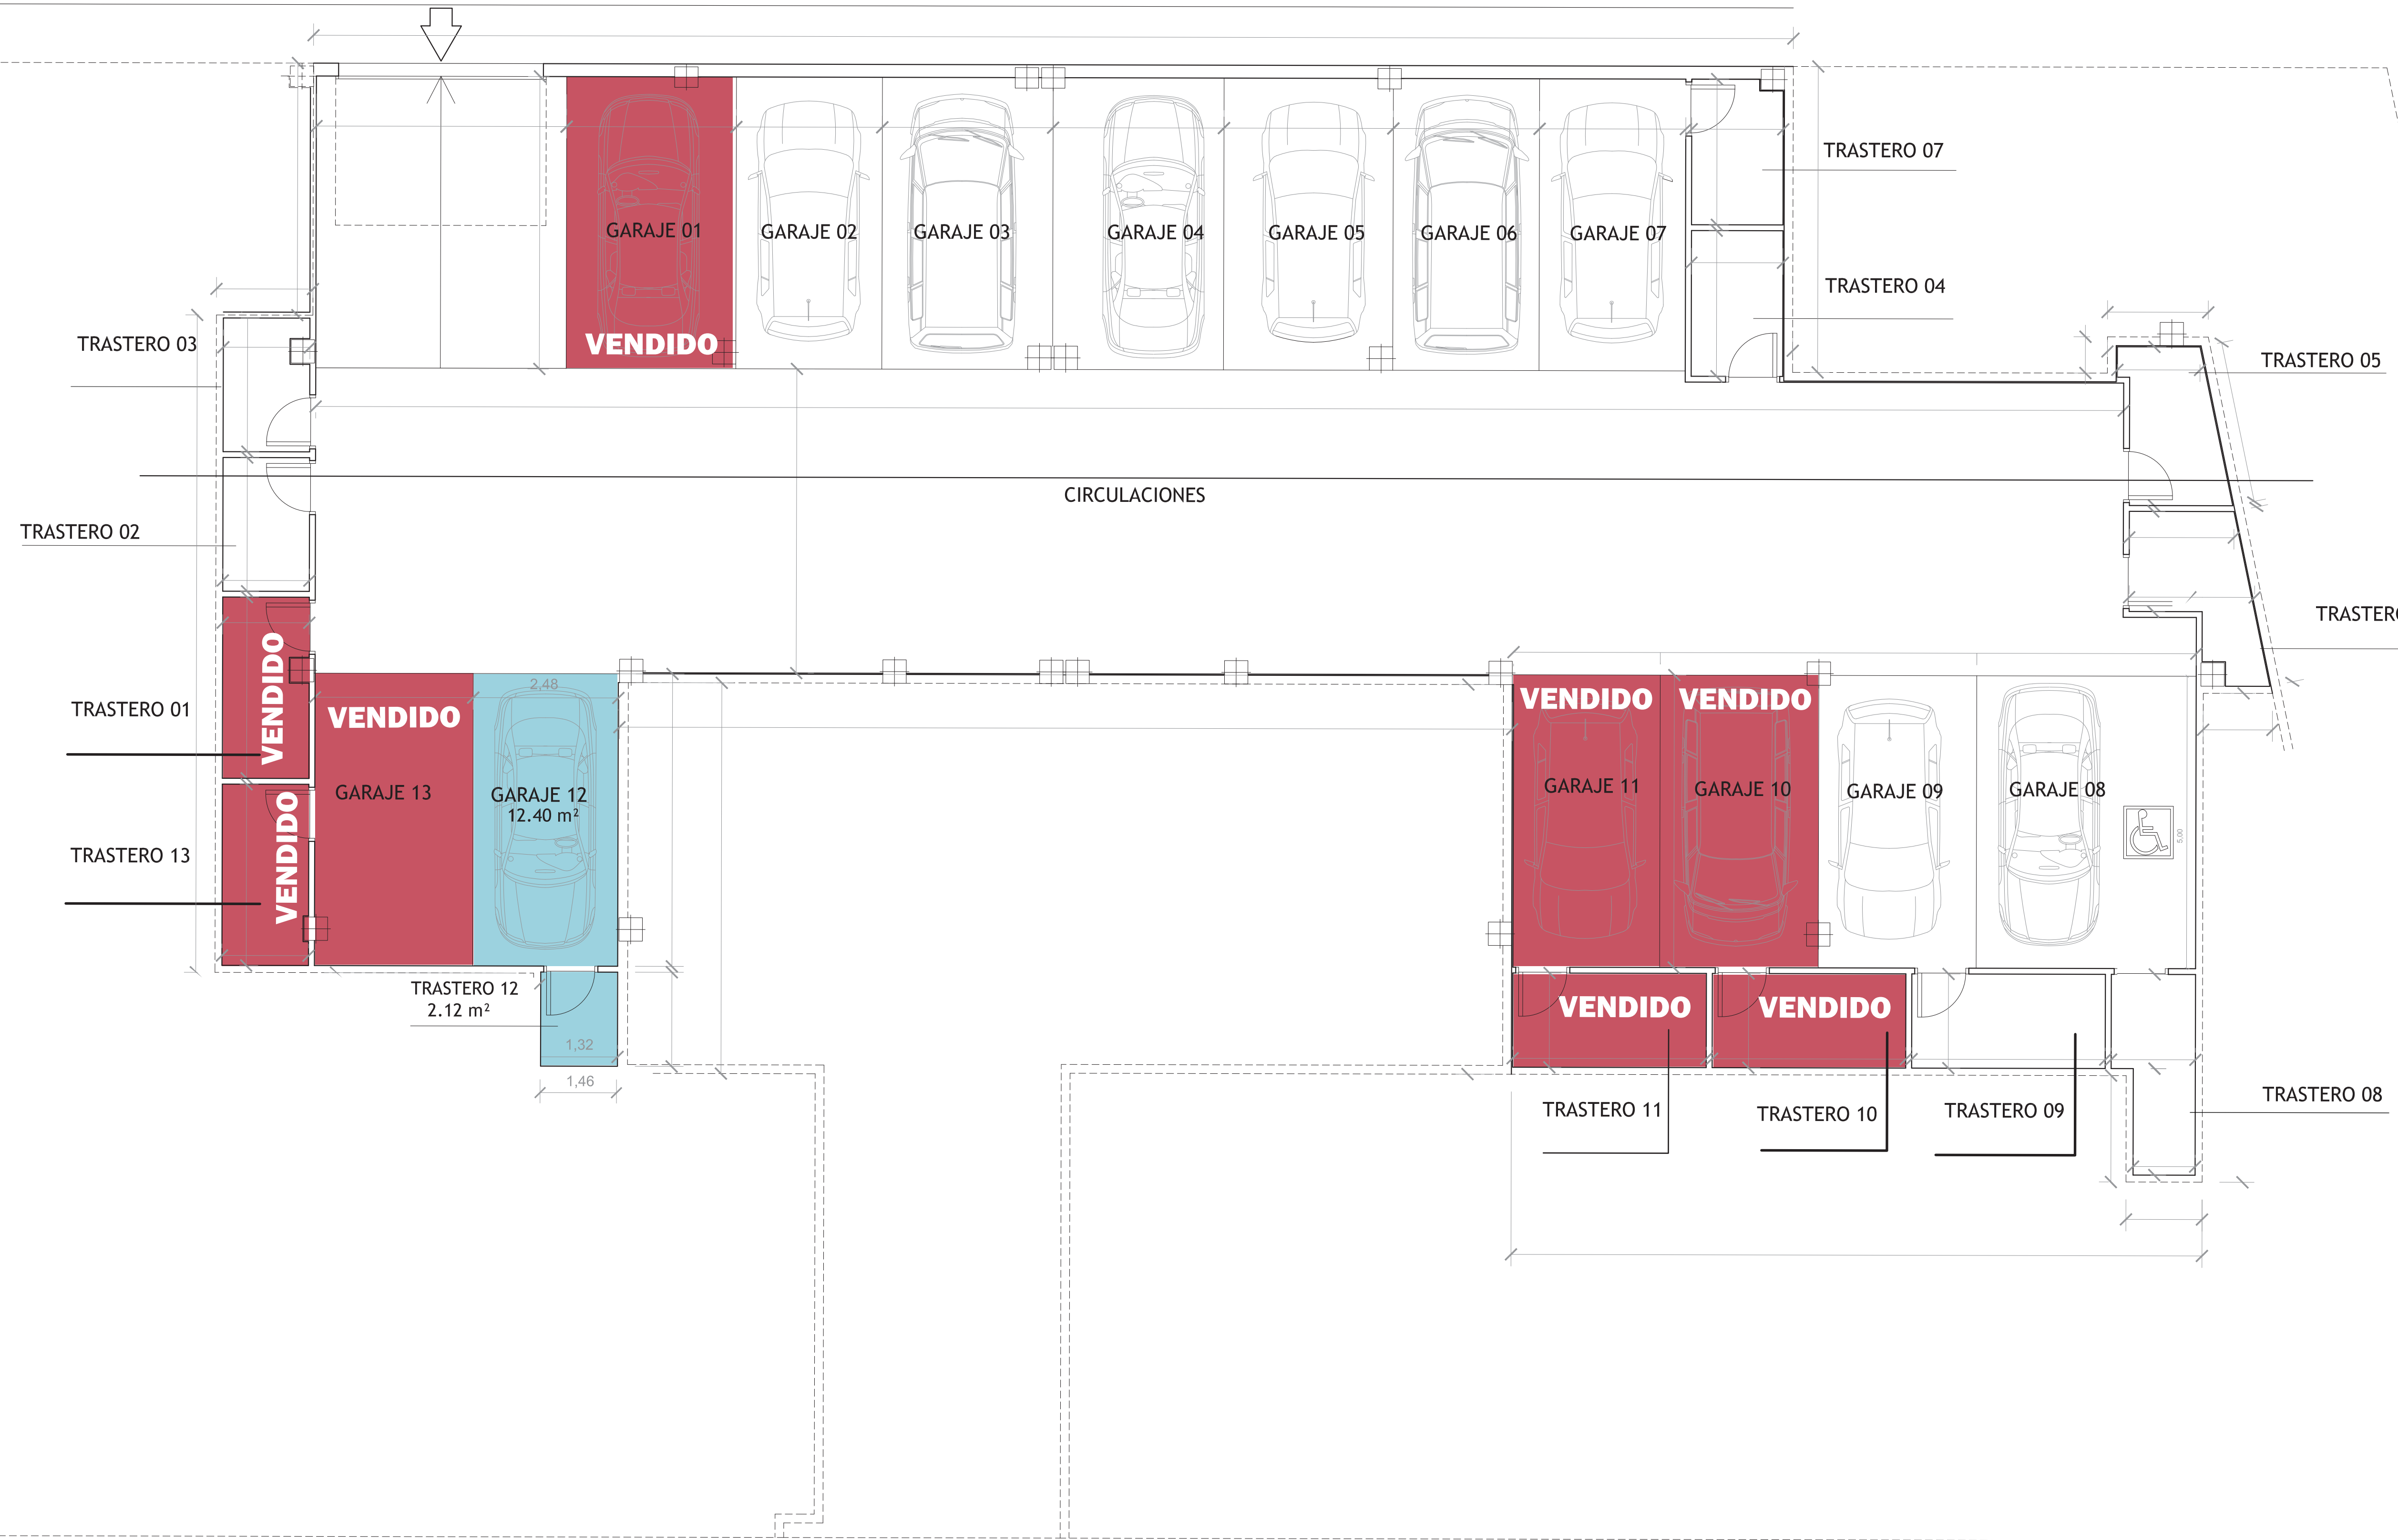 TRASTERO 07
GARAJE 01
GARAJE 02
GARAJE 03
GARAJE 04
GARAJE 05
GARAJE 06
GARAJE 07
TRASTERO 04
VENDIDO
TRASTERO 03
TRASTERO 05
CIRCULACIONES
TRASTERO 02
TRASTERO
VENDIDO
TRASTERO 01
VENDIDO
2,48
VENDIDO
VENDIDO
GARAJE 13
GARAJE 12
12.40 m²
GARAJE 11
GARAJE 10
GARAJE 09
GARAJE 08
5,00
TRASTERO 13
VENDIDO
TRASTERO 12
2.12 m²
VENDIDO
VENDIDO
1,32
1,46
TRASTERO 11
TRASTERO 10
TRASTERO 09
TRASTERO 08